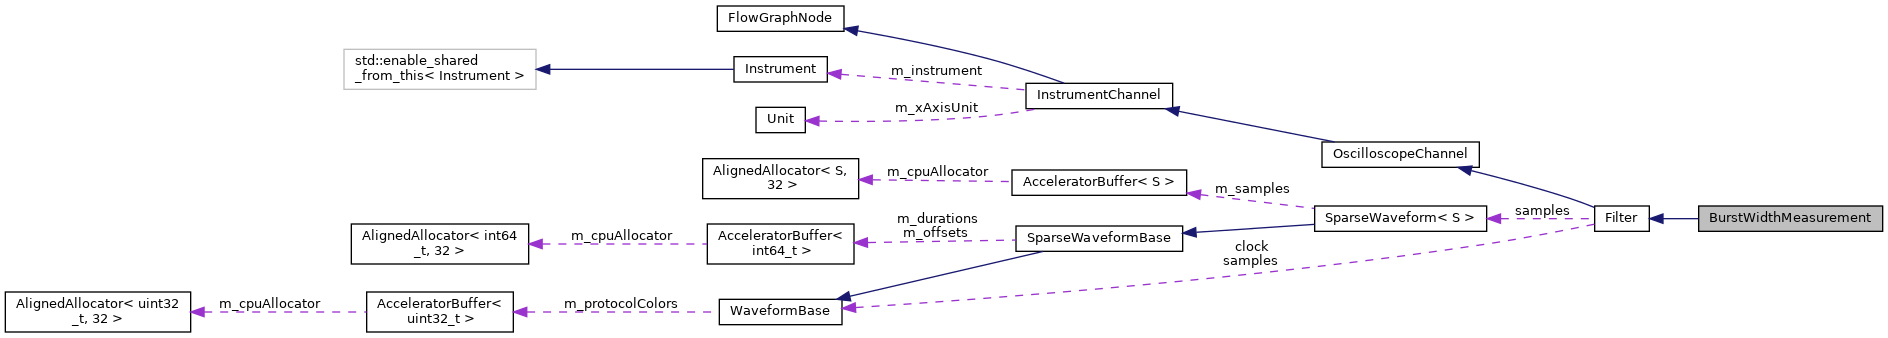 FlowGraphNode
std::enable_shared
_from_this< Instrument >
Instrument
m_instrument
InstrumentChannel
m_xAxisUnit
Unit
OscilloscopeChannel
AlignedAllocator< S,
32 >
m_cpuAllocator
AcceleratorBuffer< S >
m_samples
SparseWaveform< S >
samples
Filter
BurstWidthMeasurement
AlignedAllocator< int64
_t, 32 >
m_cpuAllocator
AcceleratorBuffer<
int64_t >
m_durations
m_offsets
SparseWaveformBase
clock
samples
AlignedAllocator< uint32
_t, 32 >
m_cpuAllocator
AcceleratorBuffer<
uint32_t >
m_protocolColors
WaveformBase